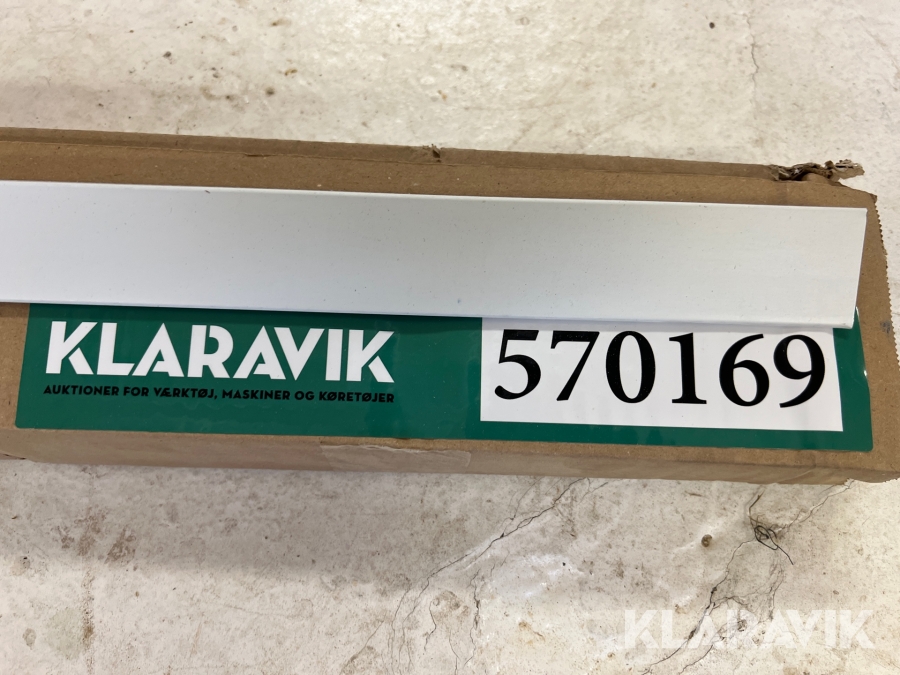 KLARAVIK
AUKTIONER FOR VÆRKTØJ, MASKINER OG KØRETØJER
570169
KLARAVIK